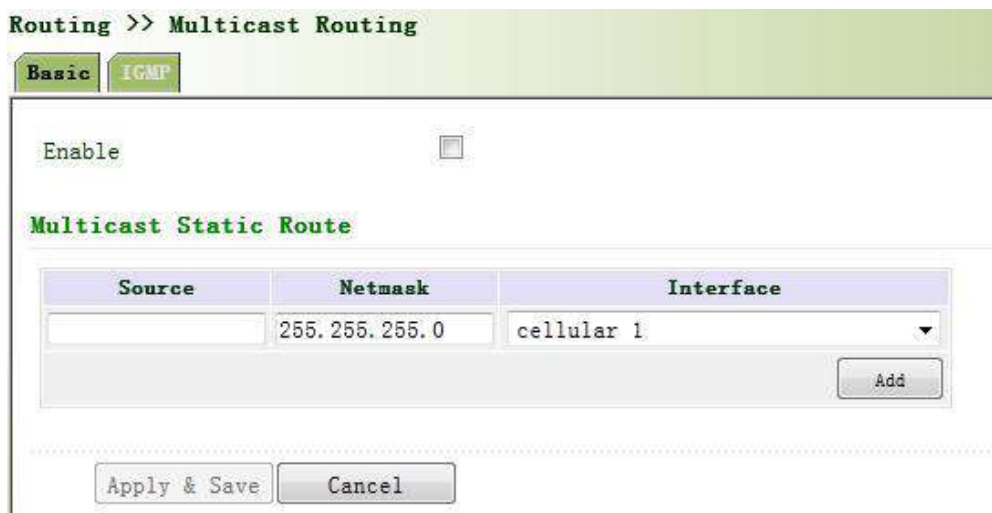 Routing >> Multicast Routing
Basic IGMP
Enable
Multicast Static Route
Source Netmask Interface
255.255.255.0 cellular 1
Add
Apply & Save Cancel